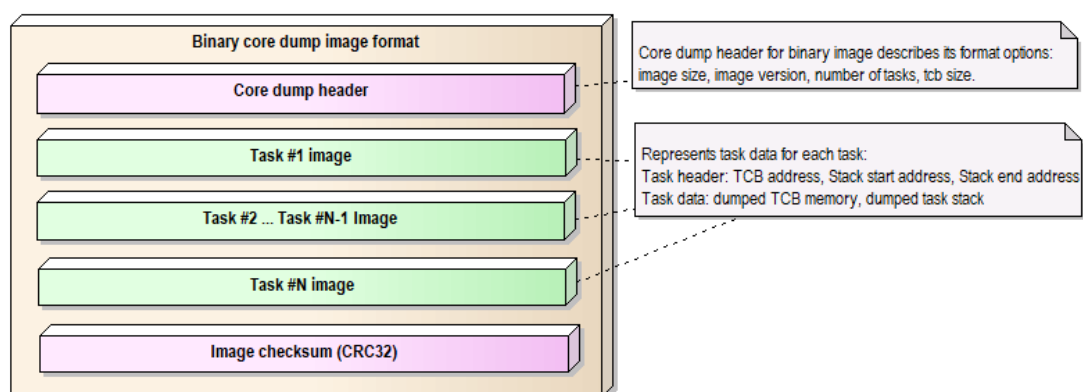 Binary core dump image format
Core dump header
Core dump header for binary image describes its format options:
image size, image version, number of tasks, tcb size.
Task #1 image
Represents task data for each task:
Task header: TCB address, Stack start address, Stack end address
Task data: dumped TCB memory, dumped task stack
Task #2 ... Task #N-1 Image
Task #N image
Image checksum (CRC32)